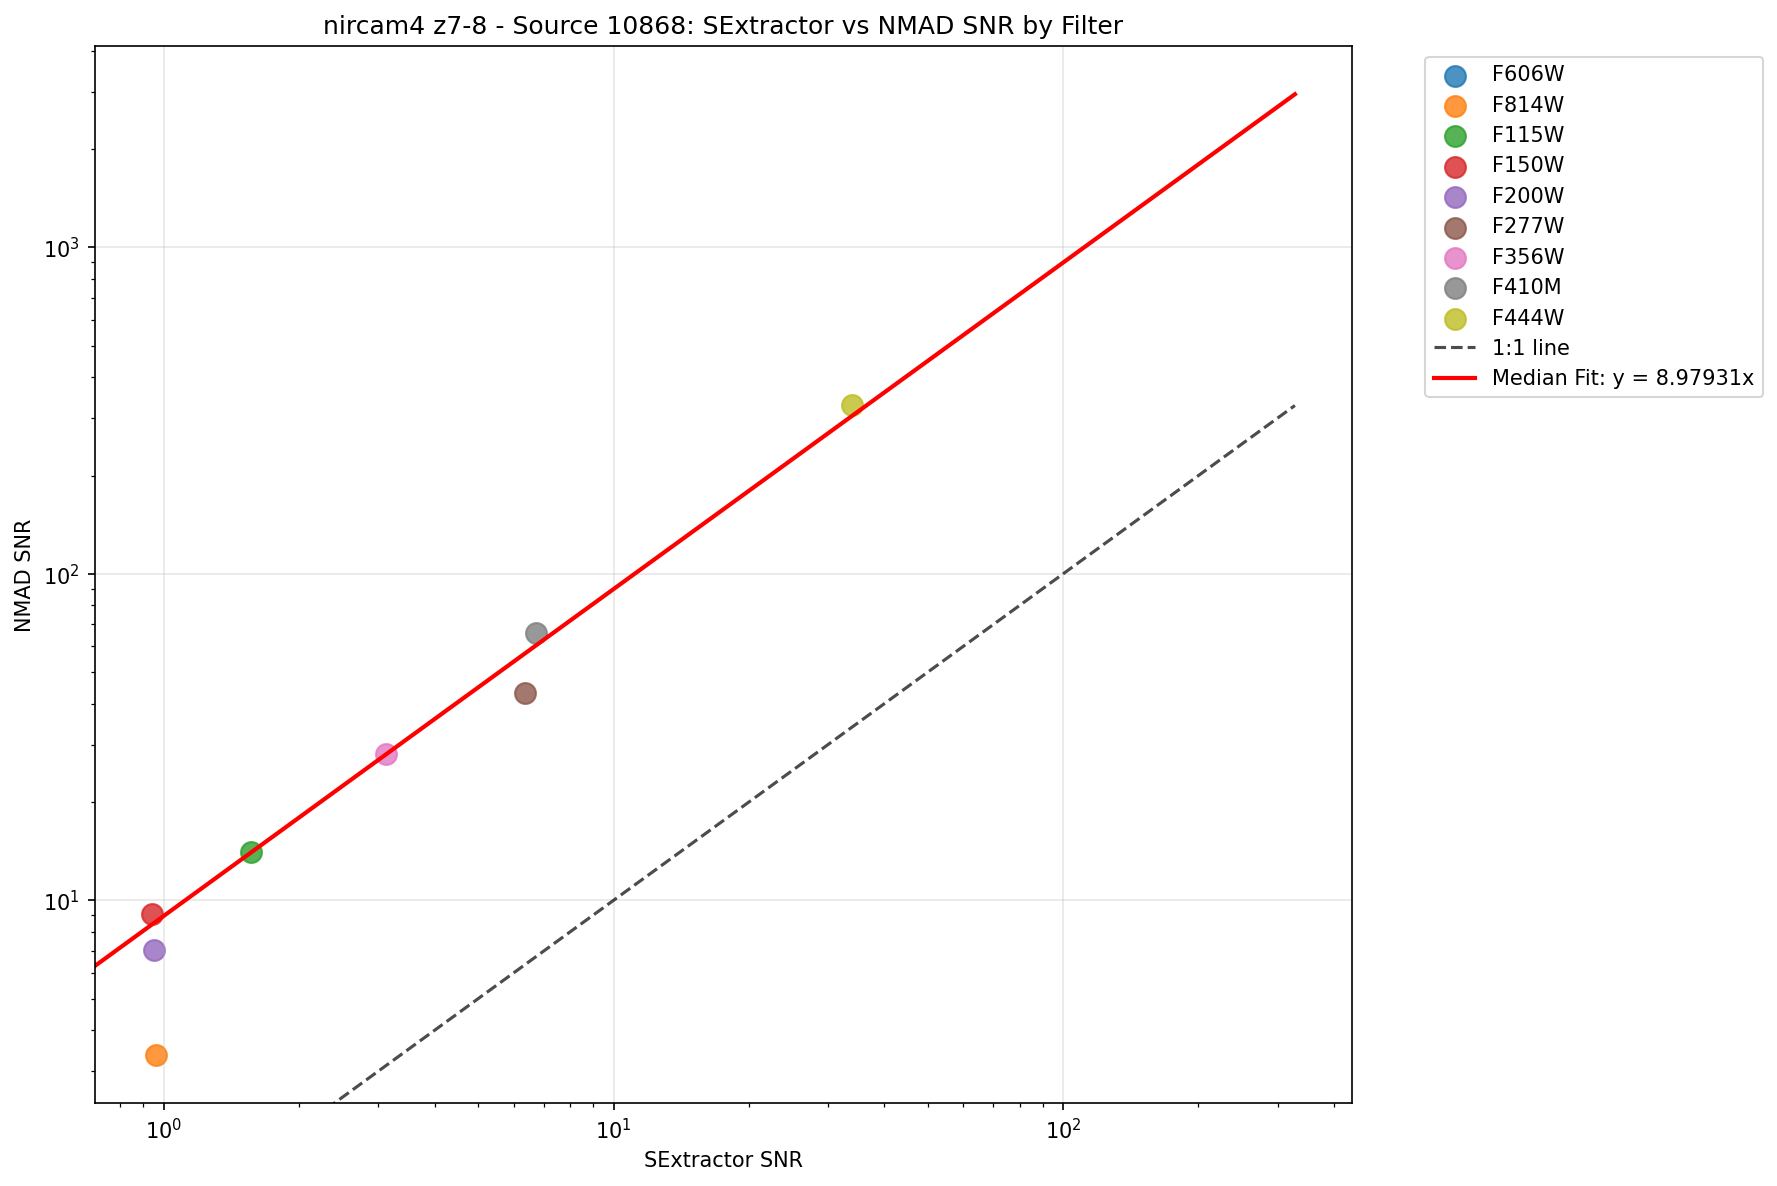 nircam4 z7-8 - Source 10868: SExtractor vs NMAD SNR by Filter
F606W
F814W
F115W
F150W
F200W
F277W
F356W
F410M
F444W
1:1 line
Median Fit: y = 8.97931x
NMAD SNR
10³
10²
10¹
10⁰
10¹
10²
SExtractor SNR